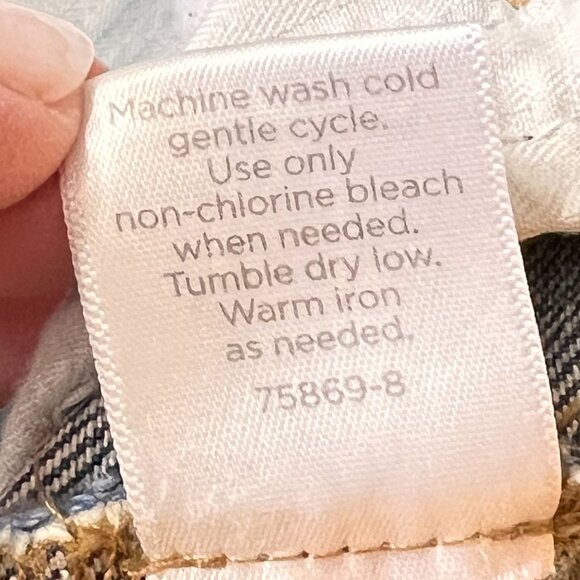 Machine wash cold
gentle cycle.
Use only
non-chlorine bleach
when needed.
Tumble dry low.
Warm iron
as needed.
75869-8